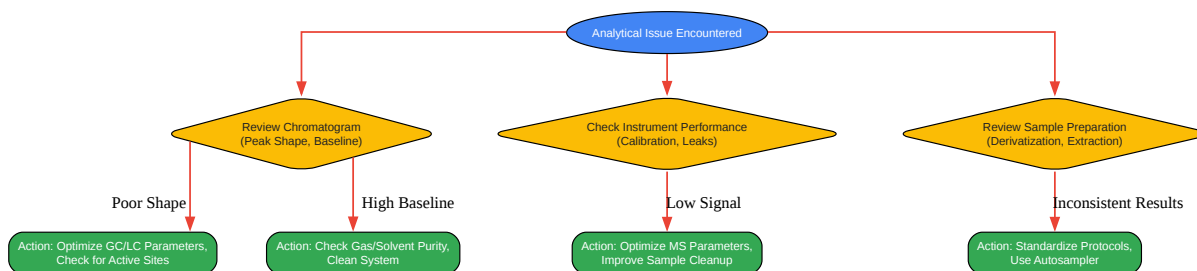 Analytical Issue Encountered
Review Chromatogram
(Peak Shape, Baseline)
Check Instrument Performance
(Calibration, Leaks)
Review Sample Preparation
(Derivatization, Extraction)
Poor Shape
High Baseline
Low Signal
Inconsistent Results
Action: Optimize GC/LC Parameters,
Check for Active Sites
Action: Check Gas/Solvent Purity,
Clean System
Action: Optimize MS Parameters,
Improve Sample Cleanup
Action: Standardize Protocols,
Use Autosampler